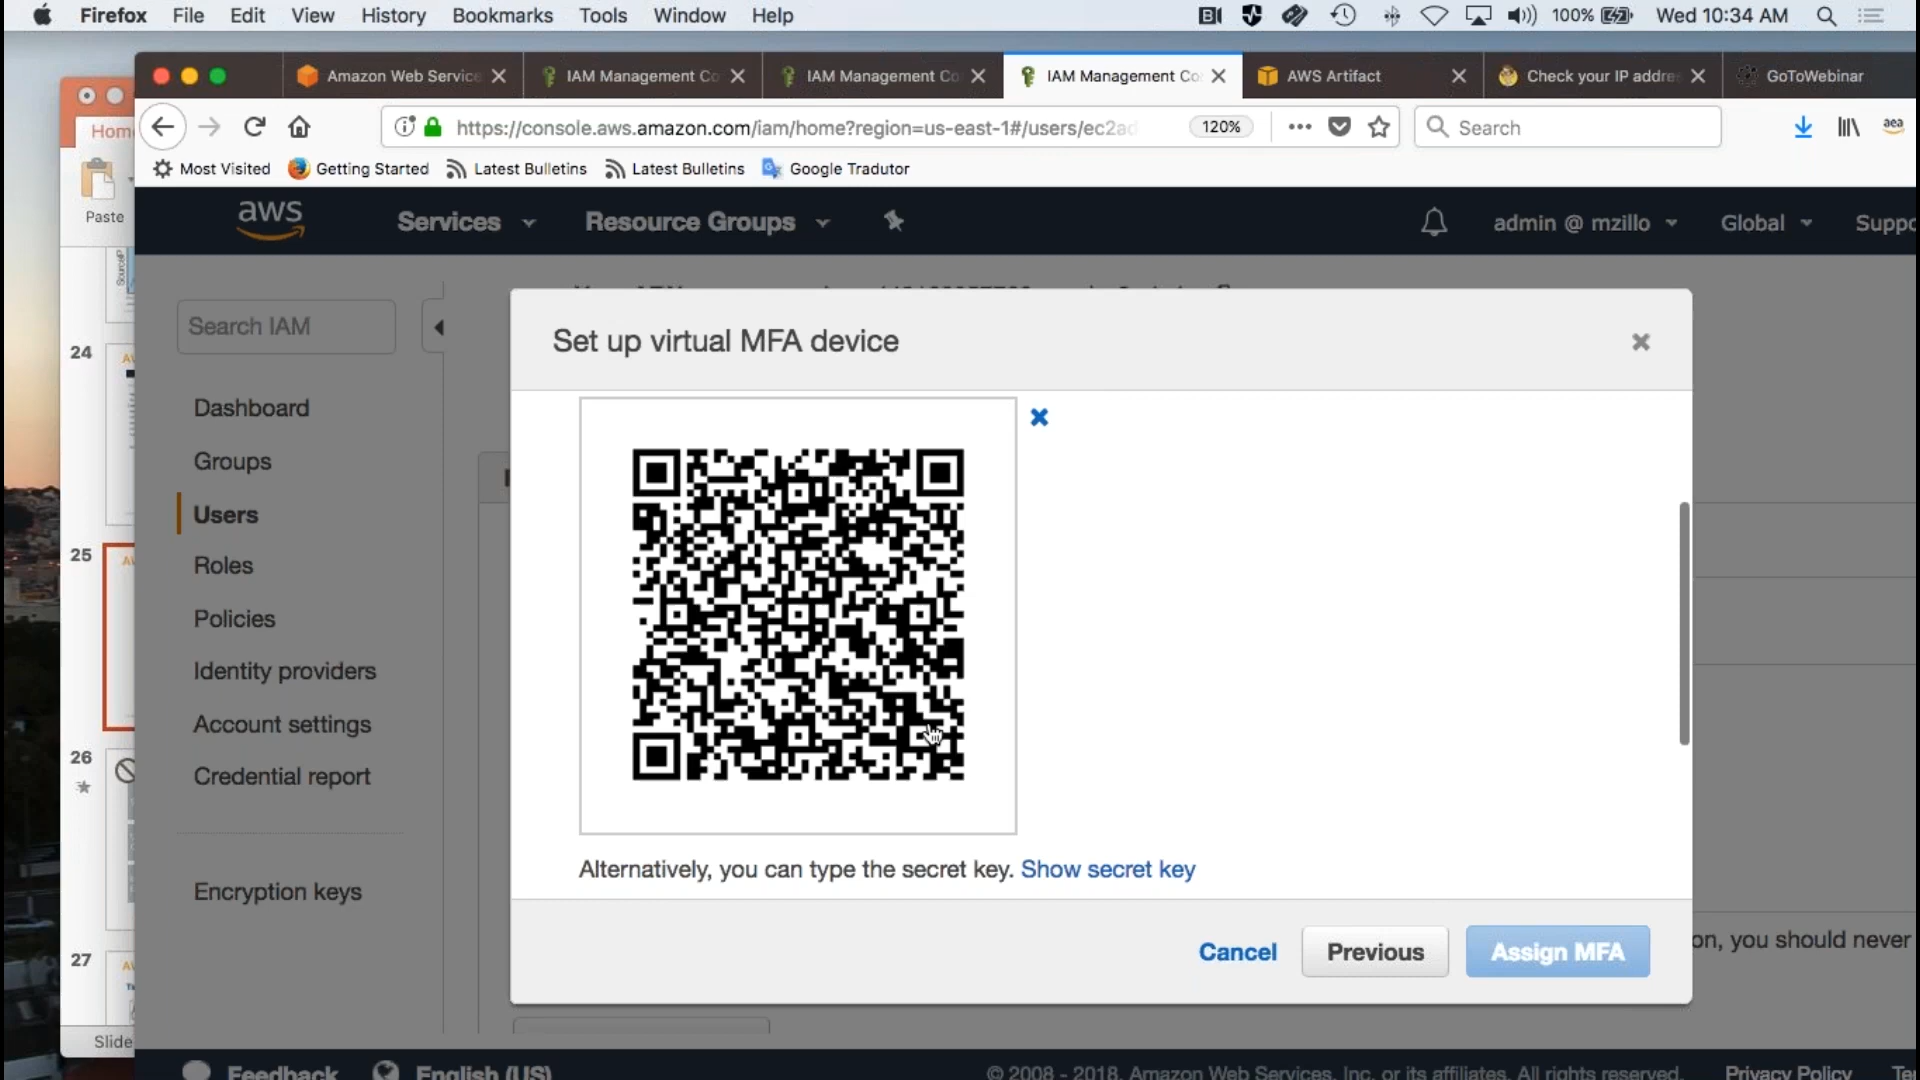 Firefox File Edit View History Bookmarks Tools Window Help 100% Wed 10:34 AM
Amazon Web Service IAM Management Co IAM Management Co IAM Management Co AWS Artifact Check your IP addre GoToWebinar
Hom
https://console.aws.amazon.com/iam/home?region=us-east-1#/users/ec2ad 120% Search aea
Most Visited Getting Started Latest Bulletins Latest Bulletins Google Tradutor
Paste
aws Services Resource Groups admin @ mzillo Global Suppo
Search IAM
Set up virtual MFA device
24
Dashboard
Groups
Users
25
Roles
Policies
Identity providers
Account settings
26
Credential report
Alternatively, you can type the secret key. Show secret key
Encryption keys
Cancel Previous Assign MFA
on, you should never
27
Slide
Feedback English (US) © 2008 - 2018, Amazon Web Services, Inc. or its affiliates. All rights reserved. Privacy Policy Te